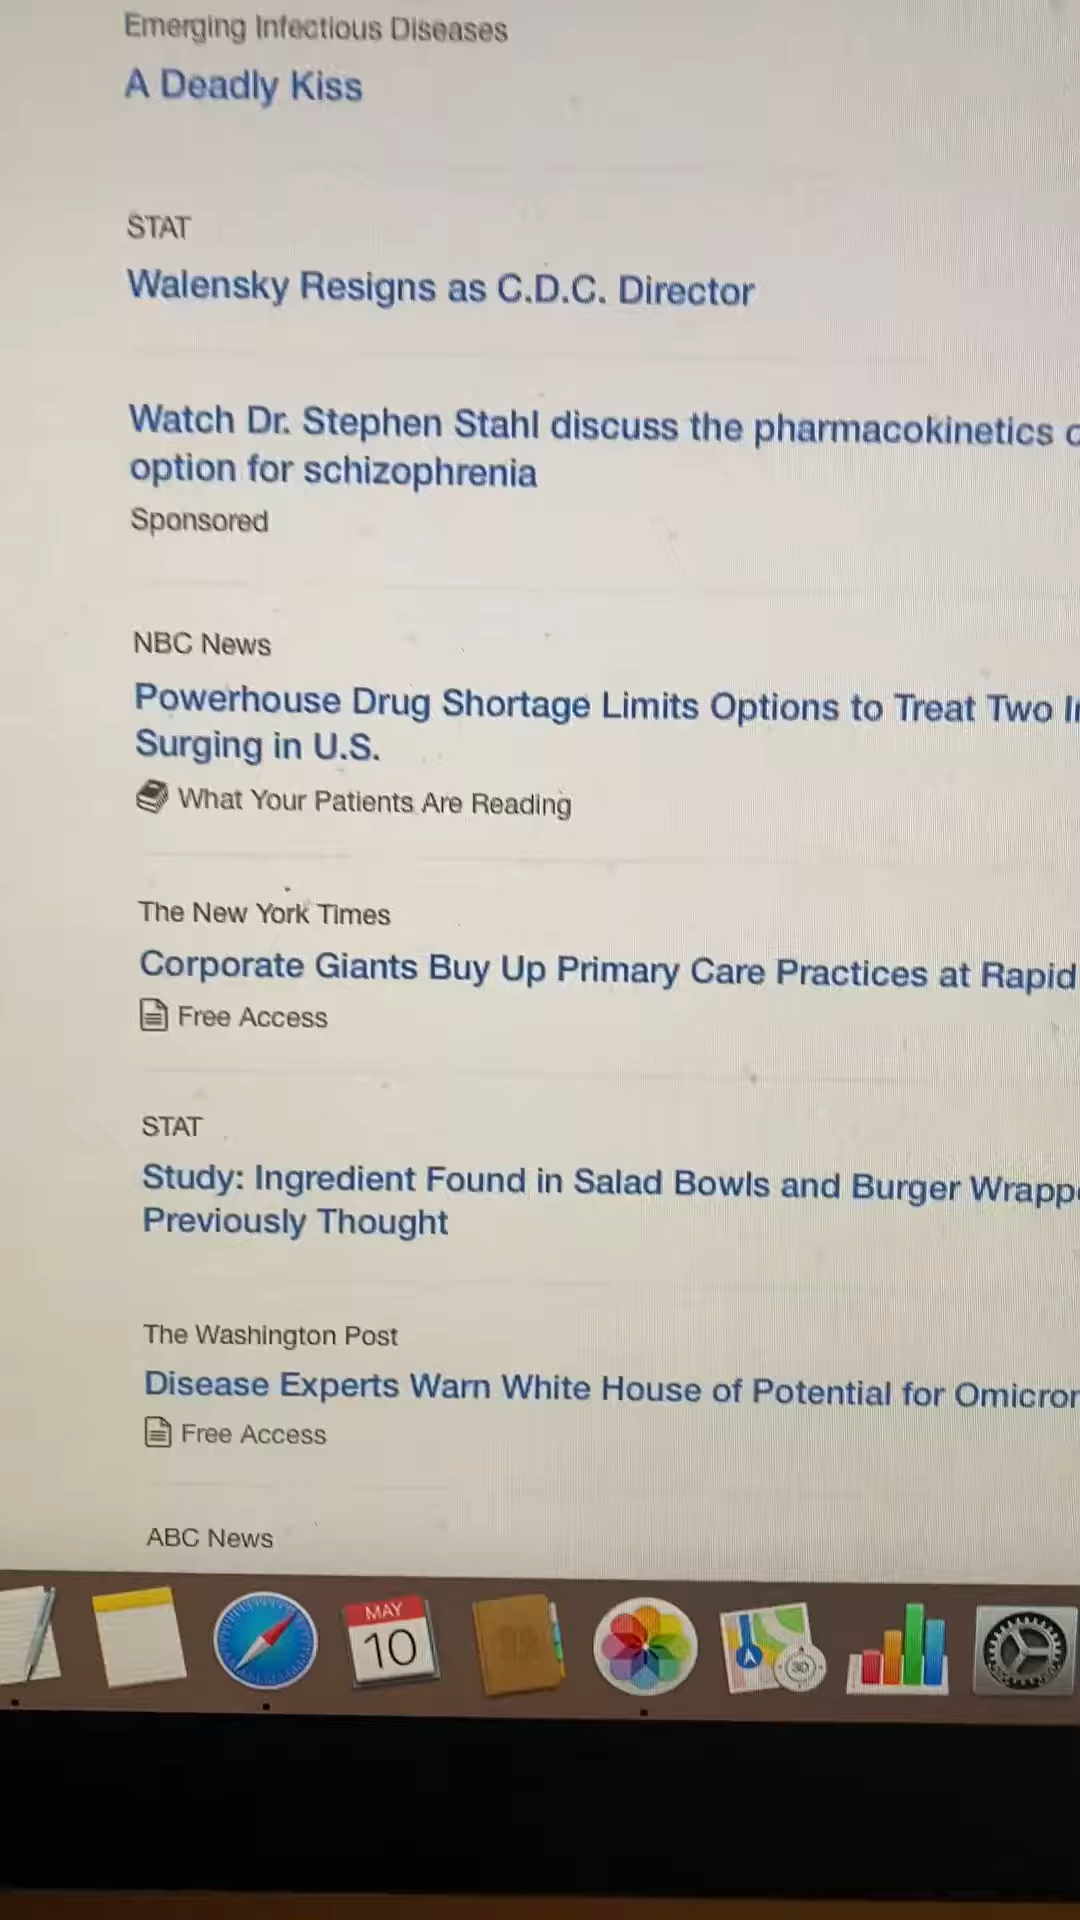 Emerging Infectious Diseases
A Deadly Kiss
STAT
Walensky Resigns as C.D.C. Director
Watch Dr. Stephen Stahl discuss the pharmacokinetics
option for schizophrenia
Sponsored
NBC News
Powerhouse Drug Shortage Limits Options to Treat Two
Surging in U.S.
What Your Patients Are Reading
The New York Times
Corporate Giants Buy Up Primary Care Practices at Rapid
Free Access
STAT
Study: Ingredient Found in Salad Bowls and Burger Wrapp
Previously Thought
The Washington Post
Disease Experts Warn White House of Potential for Omicron
Free Access
ABC News
MAY
10
3D